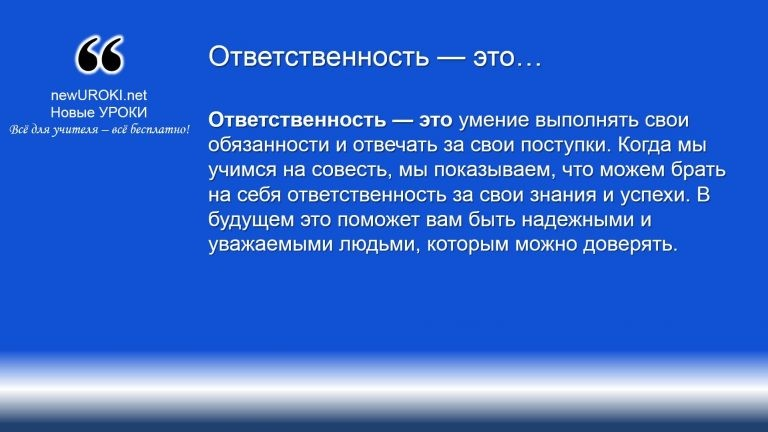 ❝
newUROKI.net
Новые УРОКИ
Всё для учителя – всё бесплатно!
Ответственность — это…
Ответственность — это умение выполнять свои
обязанности и отвечать за свои поступки. Когда мы
учимся на совесть, мы показываем, что можем брать
на себя ответственность за свои знания и успехи. В
будущем это поможет вам быть надежными и
уважаемыми людьми, которым можно доверять.